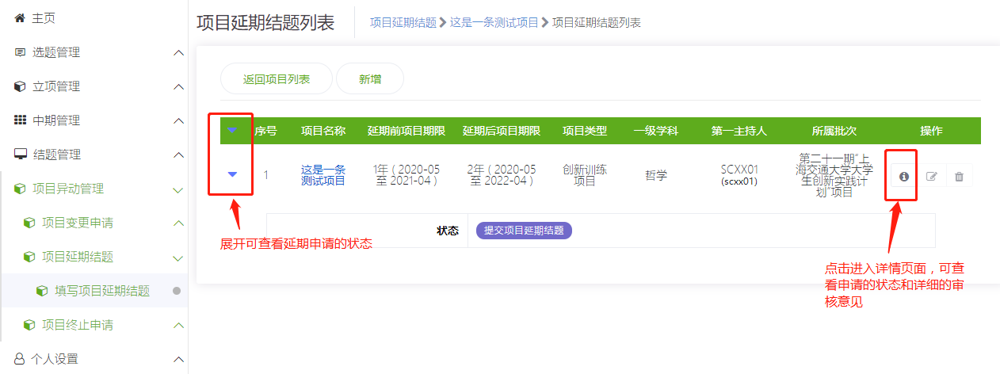 主页
选题管理
立项管理
中期管理
结题管理
项目异动管理
项目变更申请
项目延期结题
填写项目延期结题
项目终止申请
个人设置
项目延期结题列表
项目延期结题 > 这是一条测试项目 > 项目延期结题列表
返回项目列表 新增
序号 项目名称 延期前项目期限 延期后项目期限 项目类型 一级学科 第一主持人 所属批次 操作
1
这是一条
测试项目
1年 ( 2020-05
至 2021-04 )
2年 ( 2020-05
至 2022-04 )
创新训练
项目
哲学
SCXX01
(scxx01)
第二十一期“上
海交通大学大学
生创新实践计
划”项目
状态 提交项目延期结题
展开可查看延期申请的状态
点击进入详情页面，可查
看申请的状态和详细的审
核意见